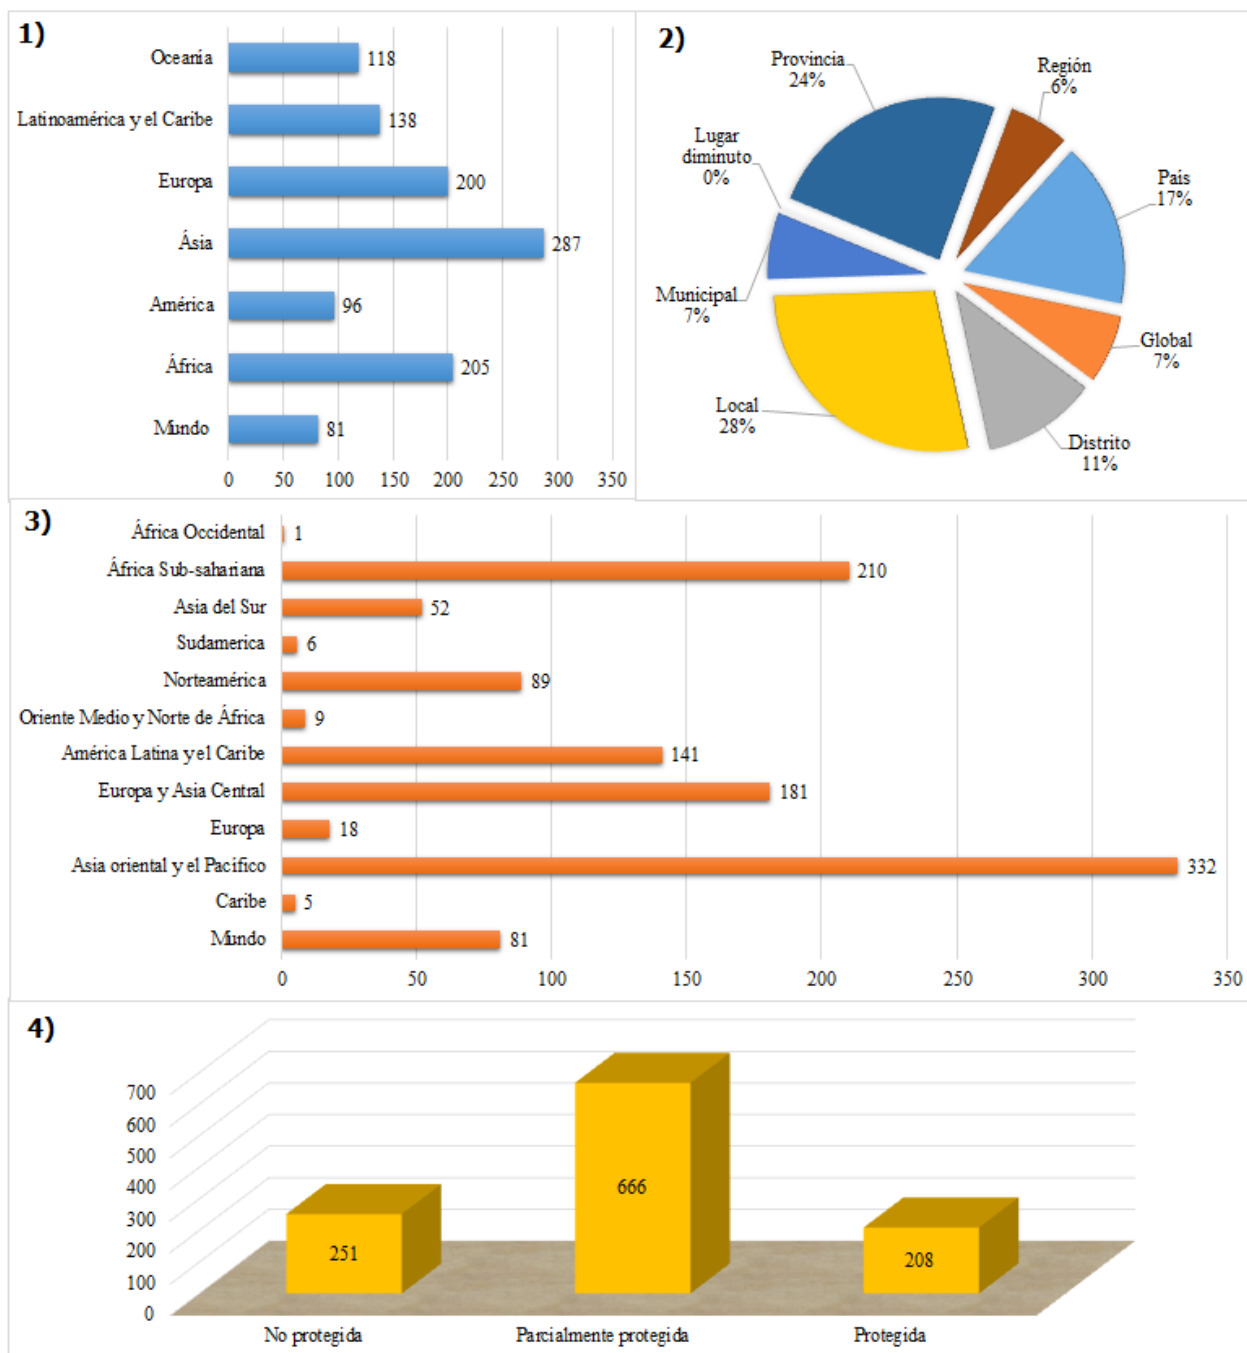 1)
Oceanía
118
Latinoamérica y el Caribe
138
Europa
200
Ásia
287
América
96
África
205
Mundo
81
0 50 100 150 200 250 300 350
2)
Provincia
24%
Región
6%
Lugar
diminuto
0%
Pais
17%
Municipal
7%
Global
7%
Local
28%
Distrito
11%
3)
África Occidental
1
África Sub-sahariana
210
Asia del Sur
52
Sudamerica
6
Norteamérica
89
Oriente Medio y Norte de África
9
América Latina y el Caribe
141
Europa y Asia Central
181
Europa
18
Asia oriental y el Pacífico
332
Caribe
5
Mundo
81
0 50 100 150 200 250 300 350
4)
700
600
500
400
300
200
100
0
251
666
208
No protegida
Parcialmente protegida
Protegida